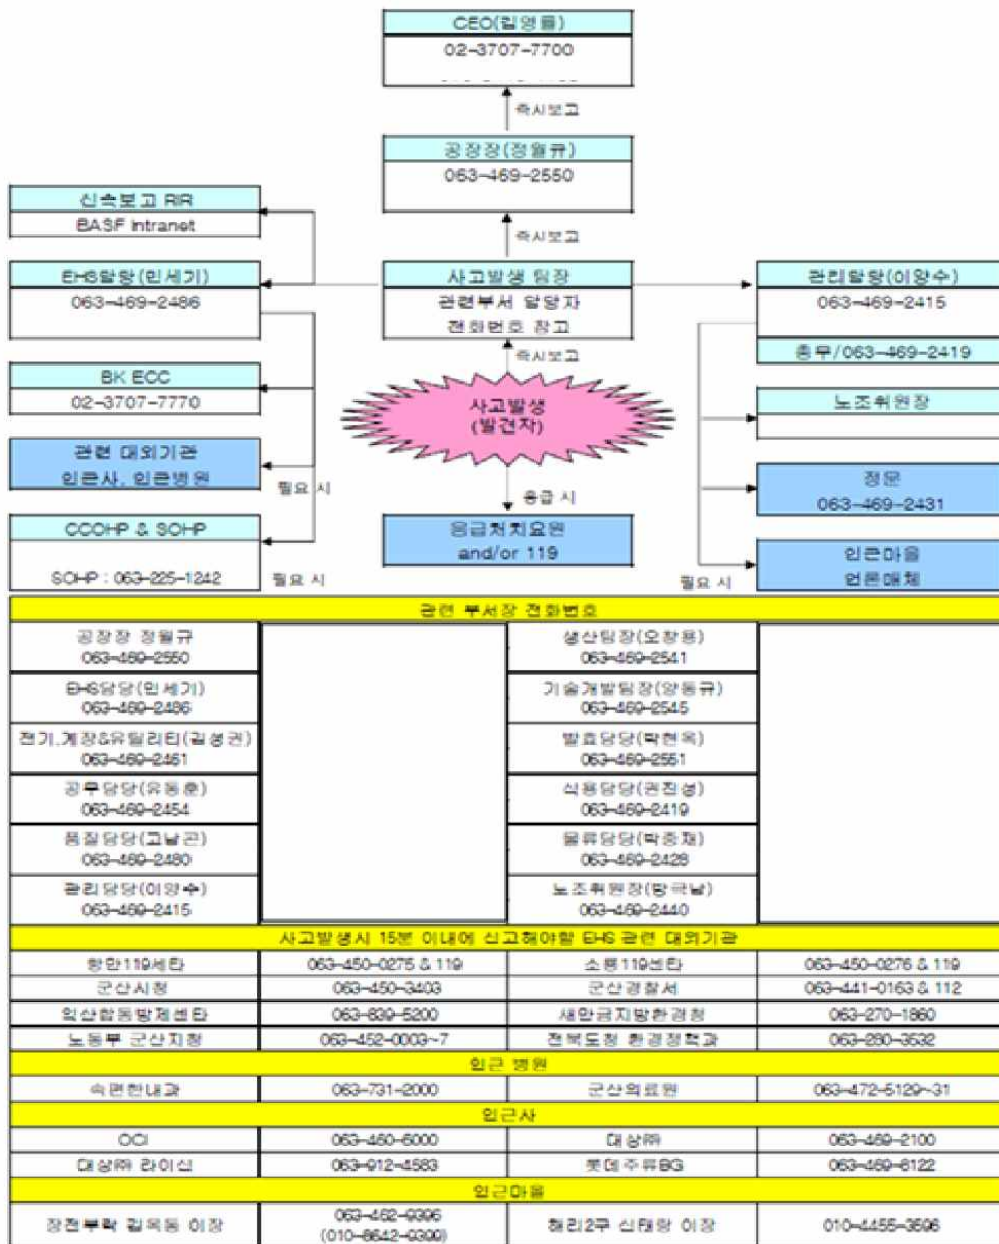 CEO(김영률)
02-3707-7700
즉시보고
공장장(정월규)
063-469-2550
즉시보고
신속보고 RIR
BASF Intranet
EHS담당(민세기)
063-469-2486
사고발생 팀장
관련부서 담당자
전화번호 참고
관리담당(이양수)
063-469-2415
총무/063-469-2419
즉시보고
BK ECC
02-3707-7770
사고발생
(발견자)
노조위원장
관련 대외기관
인근사, 인근병원
필요 시
응급 시
정문
063-469-2431
CCOHP & SOHP
SOHP : 063-225-1242
필요 시
응급처치요원
and/or 119
필요 시
인근마을
언론매체
관련 부서장 전화번호
공장장 정월규
063-469-2550
생산팀장(오창용)
063-469-2541
EHS담당(민세기)
063-469-2486
기술개발팀장(양동규)
063-469-2545
전기,계장&유틸리티(김성권)
063-469-2461
발효담당(박현옥)
063-469-2551
공무담당(유동훈)
063-469-2454
식용담당(권진성)
063-469-2419
품질담당(고남곤)
063-469-2480
물류담당(박중재)
063-469-2428
관리담당(이양수)
063-469-2415
노조위원장(방극남)
063-469-2440
사고발생시 15분 이내에 신고해야할 EHS 관련 대외기관
항만119센타 063-450-0275 & 119 소룡119센타 063-450-0276 & 119
군산시청 063-450-3403 군산경찰서 063-441-0163 & 112
익산합동방제센타 063-839-5200 새만금지방환경청 063-270-1860
노동부 군산지청 063-452-0003~7 전북도청 환경정책과 063-280-3532
인근 병원
속편한내과 063-731-2000 군산의료원 063-472-5129~31
인근사
OCI 063-460-6000 대상㈜ 063-469-2100
대상㈜ 라이신 063-912-4583 롯데주류BG 063-469-6122
인근마을
장전부락 김옥동 이장 063-462-9396 해리2구 신태랑 이장 010-4455-3596
(010-8642-9399)